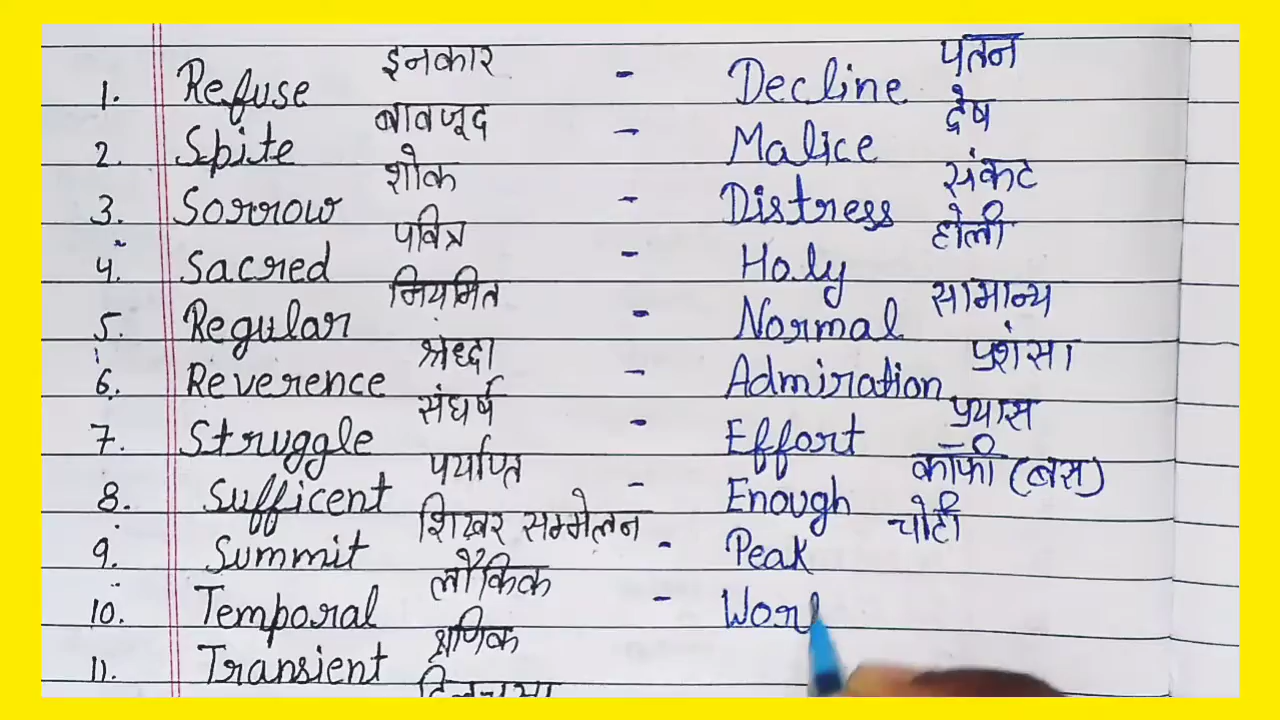 1. Refuse इनकार - Decline पतन
2. Spite बावजूद - Malice द्वेष
3. Sorrow शोक - Distress संकट
4. Sacred पवित्र - Holy होली
5. Regular नियमित - Normal सामान्य
6. Reverence श्रध्दा - Admiration प्रशंसा
7. Struggle संघर्ष - Effort प्रयास
8. Sufficent पर्याप्त - Enough कॉफी (बस)
9. Summit शिखर सम्मेलन - Peak चोटी
10. Temporal लौकिक - Worl
11. Transient क्षणिक